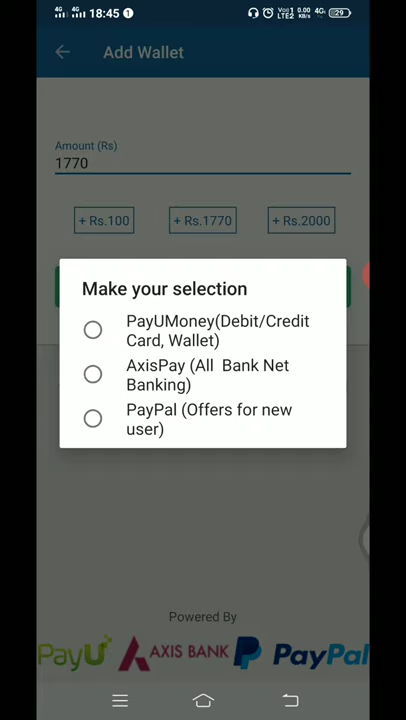 4G 4G 18:45 1 Vo) 1 LTE2 0.00 KB/s 4G 29
Add Wallet
Amount (Rs)
1770
+ Rs.100 + Rs.1770 + Rs.2000
Make your selection
PayUMoney(Debit/Credit
Card, Wallet)
AxisPay (All Bank Net
Banking)
PayPal (Offers for new
user)
Powered By
PayU AXIS BANK PayPal